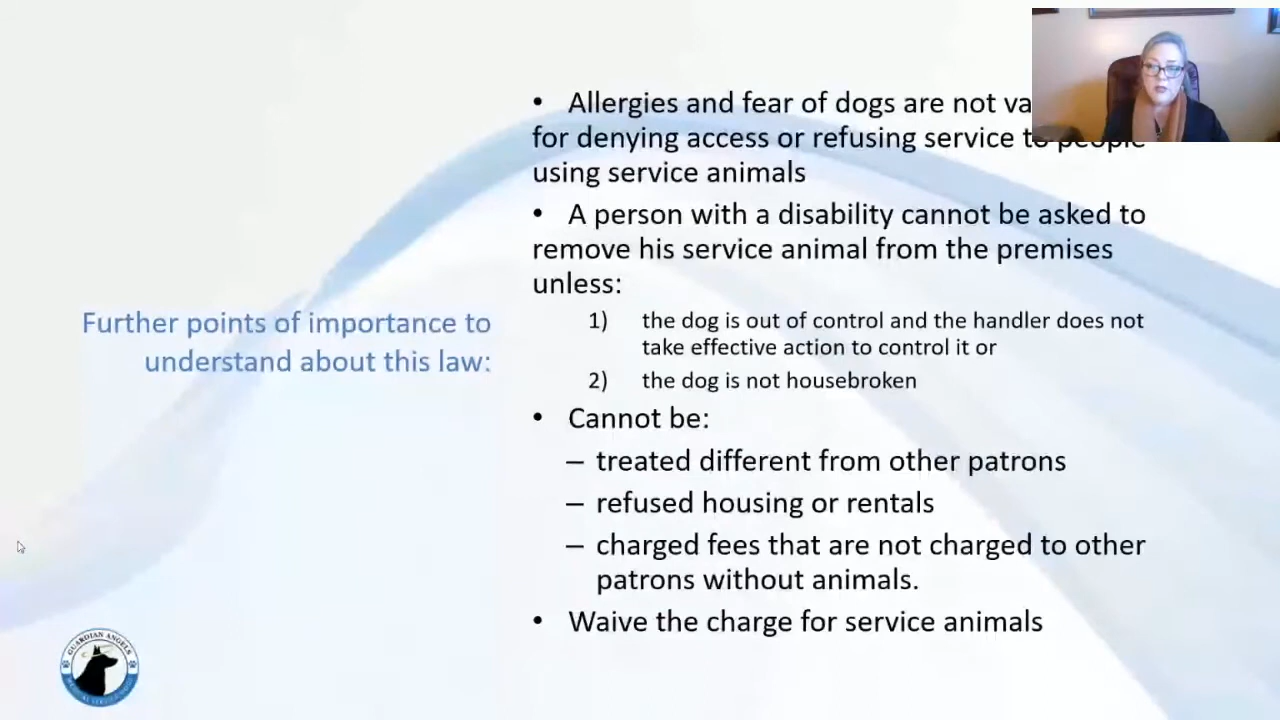 Further points of importance to
understand about this law:
• Allergies and fear of dogs are not
for denying access or refusing service to people
using service animals
• A person with a disability cannot be asked to
remove his service animal from the premises
unless:
1) the dog is out of control and the handler does not
take effective action to control it or
2) the dog is not housebroken
• Cannot be:
– treated different from other patrons
– refused housing or rentals
– charged fees that are not charged to other
patrons without animals.
• Waive the charge for service animals
GUARDIAN ANGELS